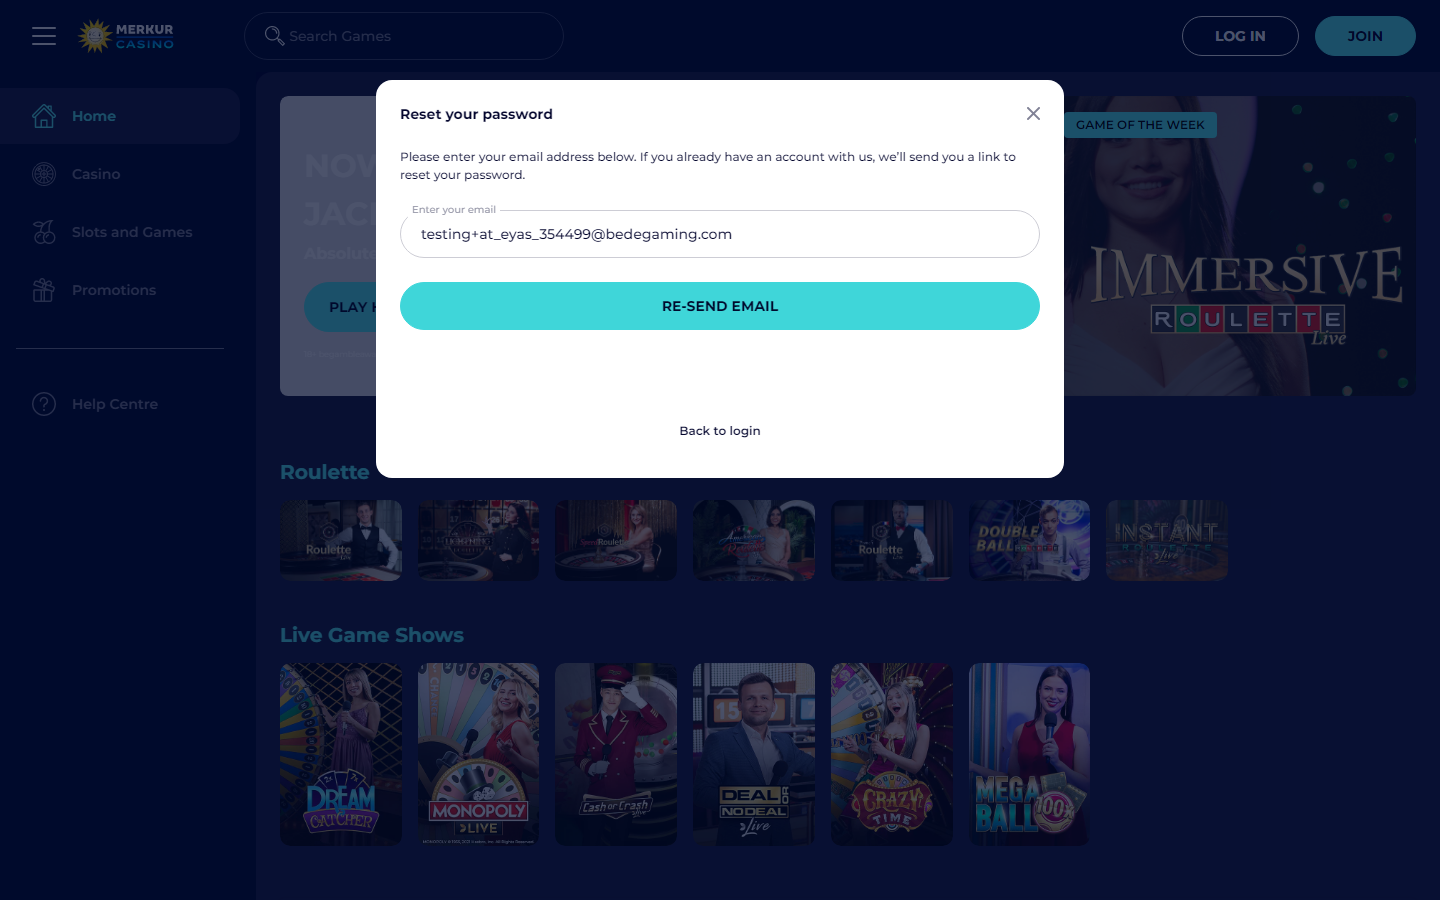 MERKUR
CASINO
Search Games
LOG IN
JOIN
Home
Casino
Slots and Games
Promotions
Help Centre
Reset your password
Please enter your email address below. If you already have an account with us, we'll send you a link to
reset your password.
Enter your email
testing+at_eyas_354499@bedegaming.com
RE-SEND EMAIL
Back to login
NOW
JAC
Absolute
PLAY
GAME OF THE WEEK
IMMERSIVE
ROULETTE
Live
Roulette
Roulette
Roulette
Roulette
DOUBLE
BALL
INSTANT
Live
Live Game Shows
DREAM
CATCHER
MONOPOLY
LIVE
Cash or Crash
DEAL OR
NO DEAL
Live
CRAZY
TIME
MEGA
BALL
100x